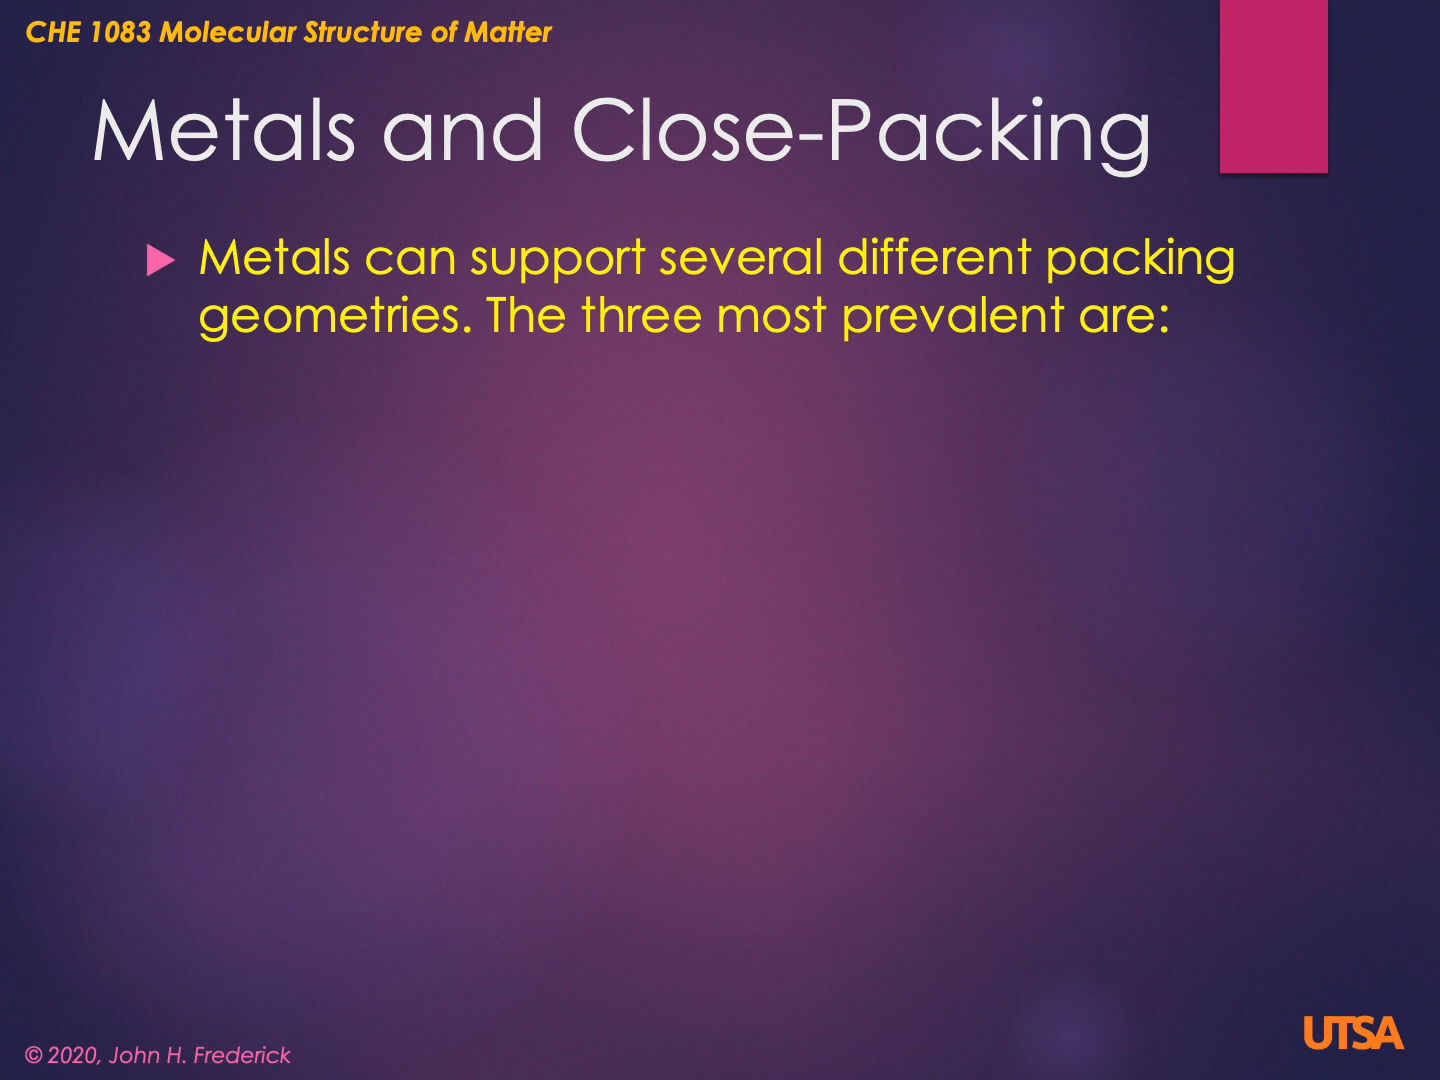 CHE 1083 Molecular Structure of Matter
Metals and Close-Packing
Metals can support several different packing
geometries. The three most prevalent are:
UTSA
© 2020, John H. Frederick